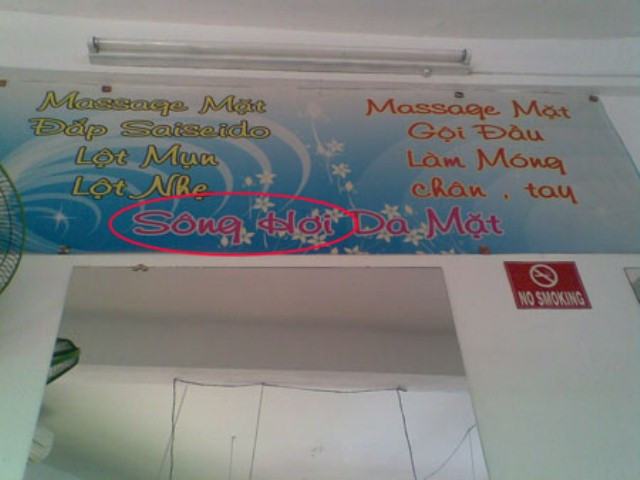 Massage Mặt
Đắp Saiseido
Lột Mụn
Lột Nhẹ
Massage Mặt
Gọi Đầu
Làm Móng
chân , tay
Sông Hơi Da Mặt
NO SMOKING